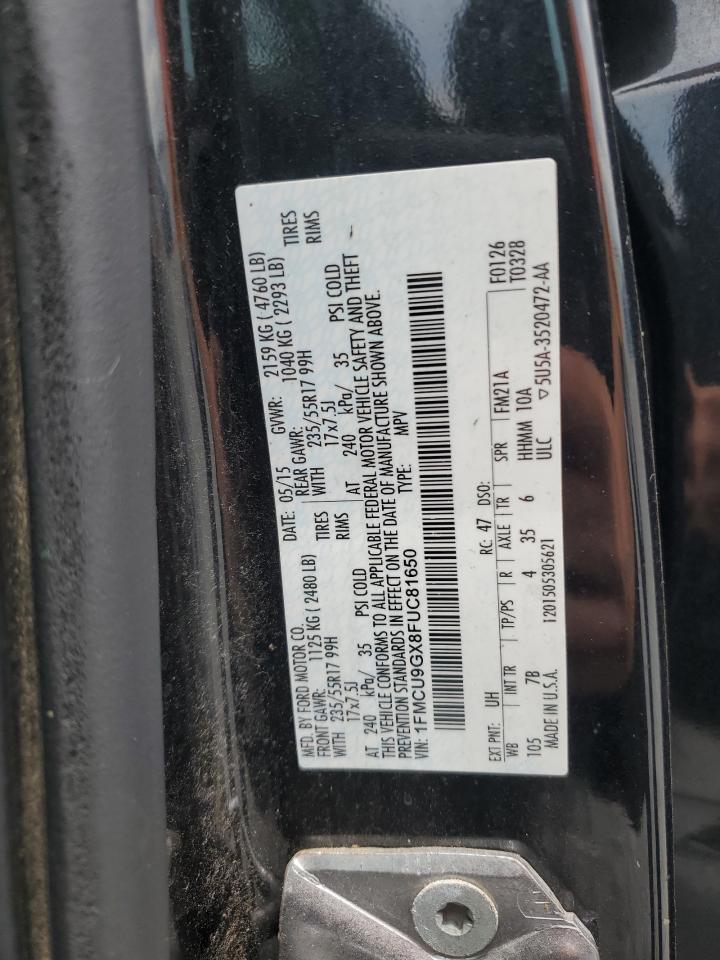 MFD. BY FORD MOTOR CO. DATE: 05/15 GVWR: 2159 KG ( 4760 LB)
FRONT GAWR: 1125 KG ( 2480 LB) REAR GAWR: 1040 KG ( 2293 LB)
WITH 235/55R17 99H TIRES WITH 235/55R17 99H TIRES
17x7.5J RIMS 17x7.5J RIMS
AT 240 kPa/ 35 PSI COLD AT 240 kPa/ 35 PSI COLD
THIS VEHICLE CONFORMS TO ALL APPLICABLE FEDERAL MOTOR VEHICLE SAFETY AND THEFT
PREVENTION STANDARDS IN EFFECT ON THE DATE OF MANUFACTURE SHOWN ABOVE.
VIN: 1FMCU9GX8FUC81650 TYPE: MPV
EXT PNT: UH RC: 47 DSO: F0126
WB INT TR TP/PS R AXLE TR SPR FM21A T0328
105 7B 4 35 6 HHMM 10A
MADE IN U.S.A. 1201505305621 ULC ▽5U5A-3520472-AA